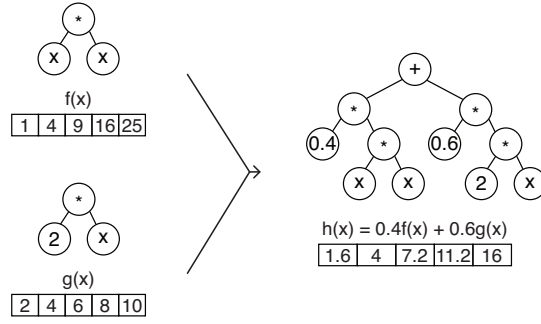 *
x x
f(x)
1 4 9 16 25
*
2 x
g(x)
2 4 6 8 10
+
* *
0.4 * 0.6 *
x x 2 x
h(x) = 0.4f(x) + 0.6g(x)
1.6 4 7.2 11.2 16